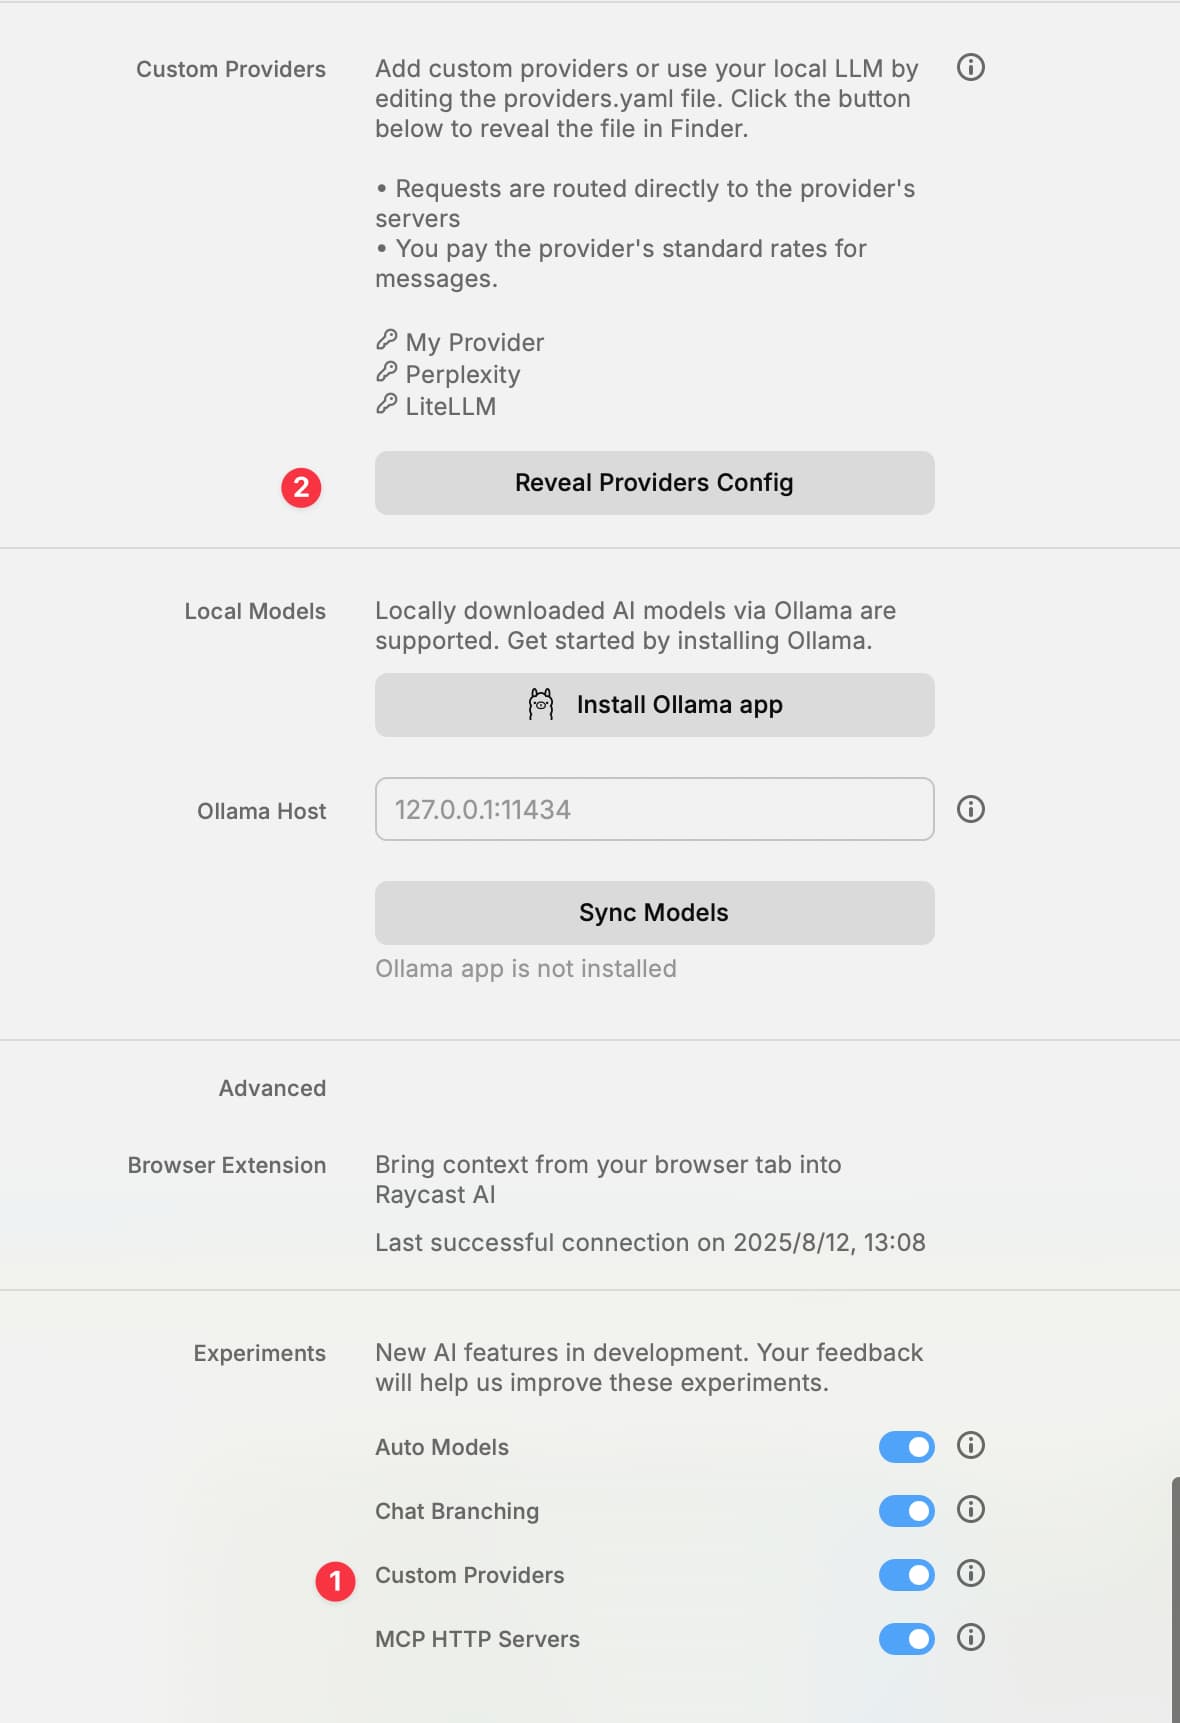 Custom Providers
Add custom providers or use your local LLM by
editing the providers.yaml file. Click the button
below to reveal the file in Finder.
• Requests are routed directly to the provider's
servers
• You pay the provider's standard rates for
messages.
My Provider
Perplexity
LiteLLM
2
Reveal Providers Config
Local Models
Locally downloaded AI models via Ollama are
supported. Get started by installing Ollama.
Install Ollama app
Ollama Host
127.0.0.1:11434
Sync Models
Ollama app is not installed
Advanced
Browser Extension
Bring context from your browser tab into
Raycast AI
Last successful connection on 2025/8/12, 13:08
Experiments
New AI features in development. Your feedback
will help us improve these experiments.
Auto Models
Chat Branching
1
Custom Providers
MCP HTTP Servers